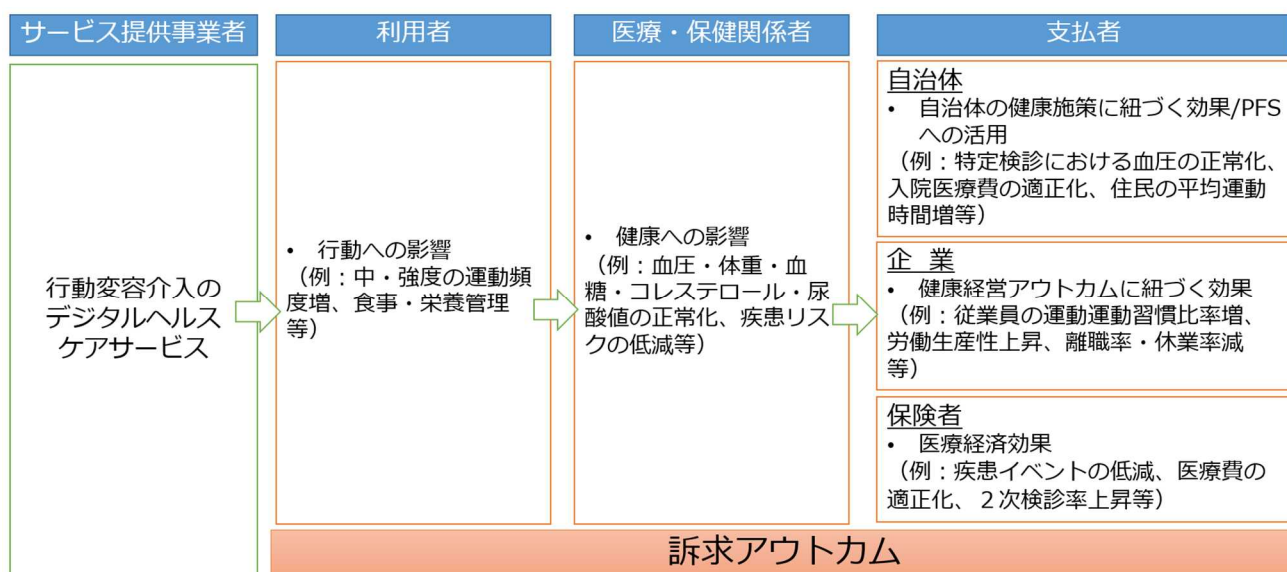 サービス提供事業者
利用者
医療・保健関係者
支払者
行動変容介入の
デジタルヘルス
ケアサービス
• 行動への影響
（例：中・強度の運動頻
度増、食事・栄養管理
等）
• 健康への影響
（例：血圧・体重・血
糖・コレステロール・尿
酸値の正常化、疾患リス
クの低減等）
自治体
• 自治体の健康施策に紐づく効果/PFS
への活用
（例：特定検診における血圧の正常化、
入院医療費の適正化、住民の平均運動
時間増等）
企 業
• 健康経営アウトカムに紐づく効果
（例：従業員の運動運動習慣比率増、
労働生産性上昇、離職率・休業率減
等）
保険者
• 医療経済効果
（例：疾患イベントの低減、医療費の
適正化、２次検診率上昇等）
訴求アウトカム